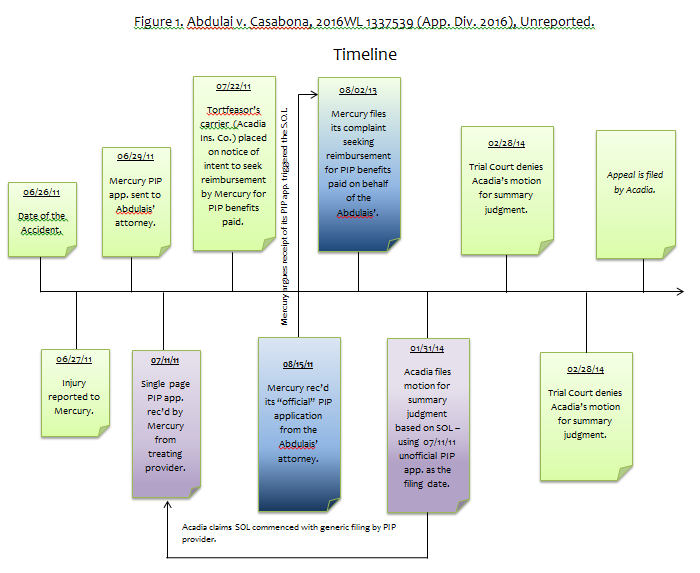 Figure 1. Abdulai v. Casabona, 2016WL 1337539 (App. Div. 2016), Unreported.
Timeline
06/26/11
Date of the
Accident.
06/29/11
Mercury PIP
app. sent to
Abdulais'
attorney.
07/22/11
Tortfeasor's
carrier (Acadia
Ins. Co.) placed
on notice of
intent to seek
reimbursement
by Mercury for
PIP benefits
paid.
Mercury argues receipt of its PIP app. triggered the S.O.L
08/02/13
Mercury files
its complaint
seeking
reimbursement
for PIP benefits
paid on behalf
of the
Abdulais'.
02/28/14
Trial Court denies
Acadia's motion
for summary
judgment.
Appeal is filed
by Acadia.
06/27/11
Injury
reported to
Mercury.
07/11/11
Single page
PIP app.
rec'd by
Mercury
from
treating
provider.
08/15/11
Mercury rec'd
its "official" PIP
application
from the
Abdulais'
attorney.
01/31/14
Acadia files
motion for
summary
judgment
based on SOL –
using 07/11/11
unofficial PIP
app. as the
filing date.
02/28/14
Trial Court denies
Acadia's motion
for summary
judgment.
Acadia claims SOL commenced with generic filing by PIP
provider.